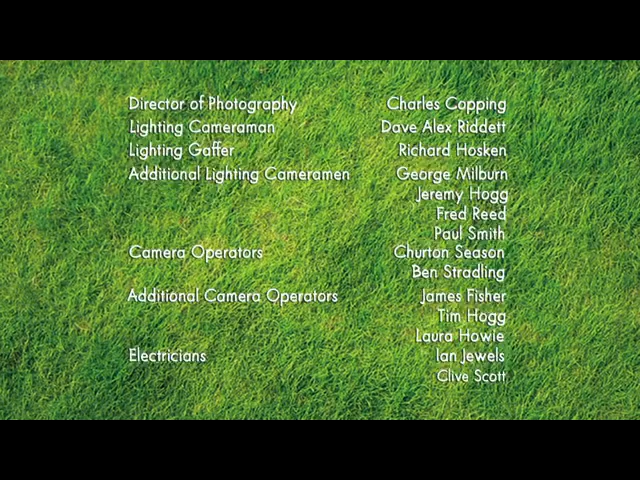 Director of Photography Charles Copping
Lighting Cameraman Dave Alex Riddett
Lighting Gaffer Richard Hosken
Additional Lighting Cameramen George Milburn
Jeremy Hogg
Fred Reed
Paul Smith
Camera Operators Churton Season
Ben Stradling
Additional Camera Operators James Fisher
Tim Hogg
Laura Howie
Electricians Ian Jewels
Clive Scott